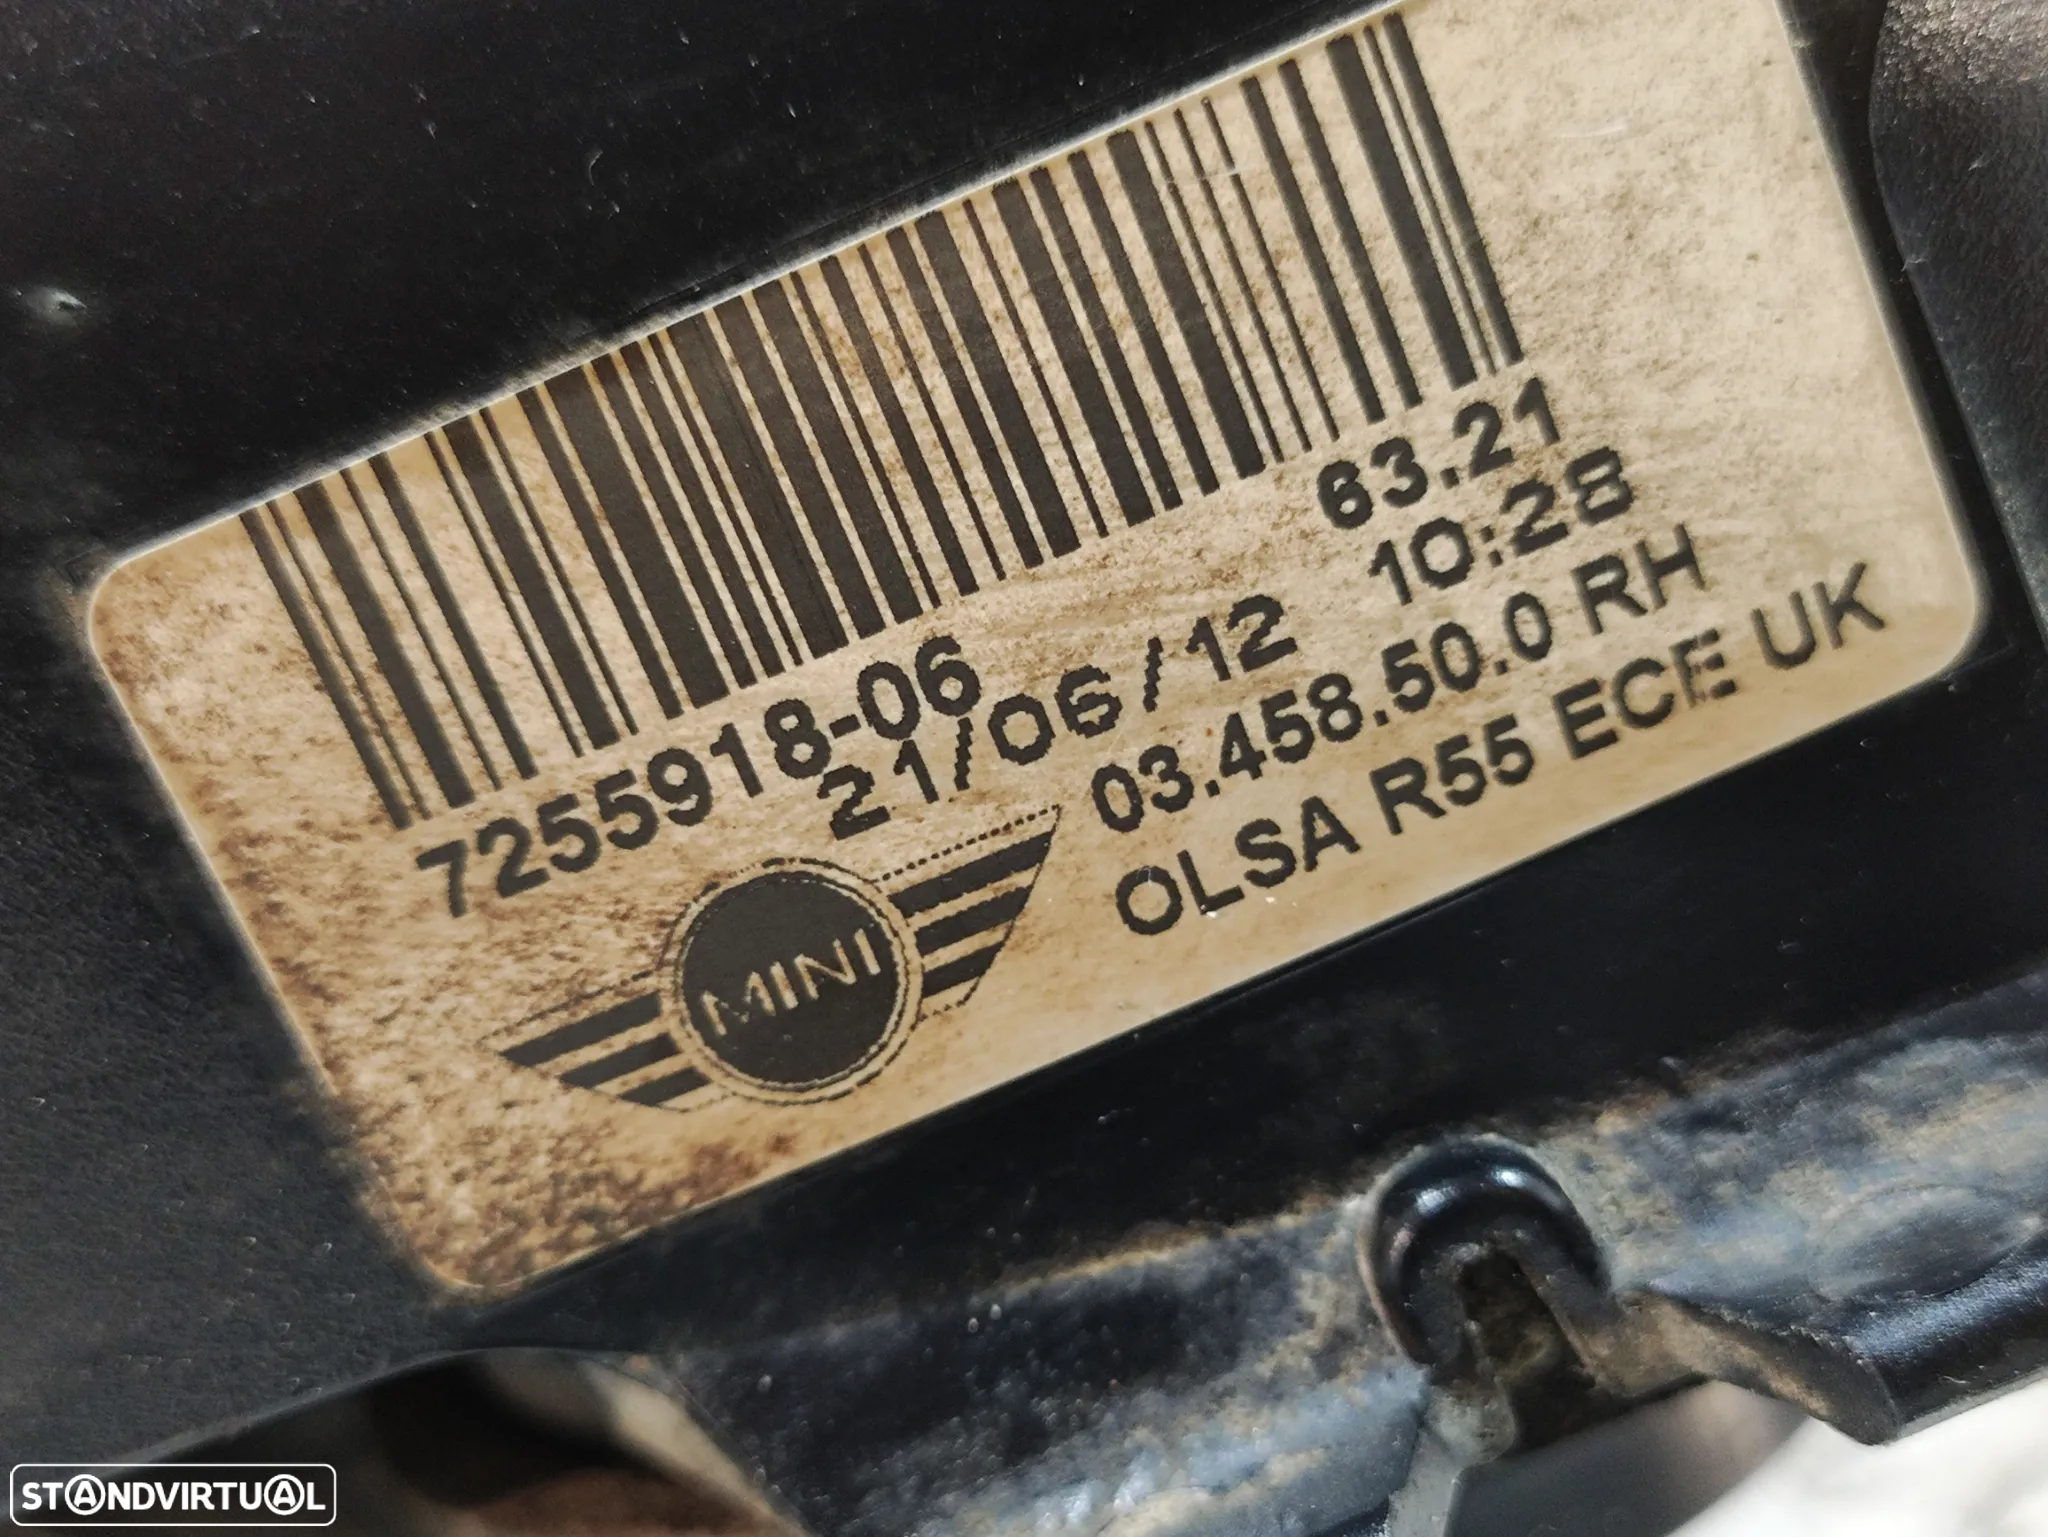 63.21
7255918-06
10:28
21/06/12
03.458.50.0 RH
OLSA R55 ECE UK
MINI
STANDVIRTUAL